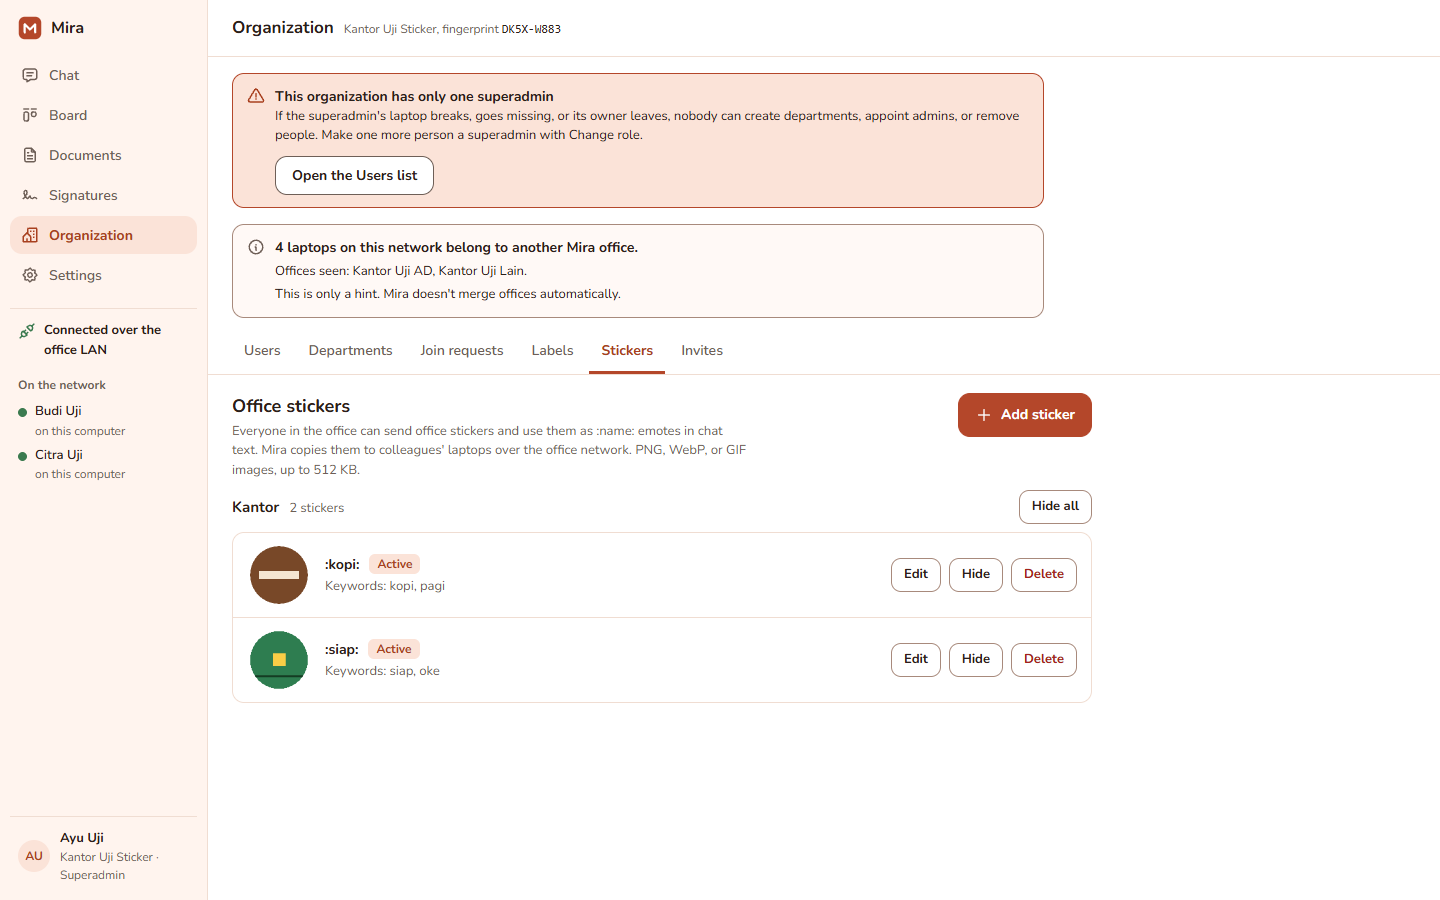 Mira
Chat
Board
Documents
Signatures
Organization
Settings
Connected over the
office LAN
On the network
Budi Uji
on this computer
Citra Uji
on this computer
AU
Ayu Uji
Kantor Uji Sticker ·
Superadmin
Organization Kantor Uji Sticker, fingerprint DK5X-W883
This organization has only one superadmin
If the superadmin's laptop breaks, goes missing, or its owner leaves, nobody can create departments, appoint admins, or remove
people. Make one more person a superadmin with Change role.
Open the Users list
4 laptops on this network belong to another Mira office.
Offices seen: Kantor Uji AD, Kantor Uji Lain.
This is only a hint. Mira doesn't merge offices automatically.
Users Departments Join requests Labels Stickers Invites
Office stickers
Everyone in the office can send office stickers and use them as :name: emotes in chat
text. Mira copies them to colleagues' laptops over the office network. PNG, WebP, or GIF
images, up to 512 KB.
Add sticker
Kantor 2 stickers
Hide all
:kopi: Active
Keywords: kopi, pagi
Edit Hide Delete
:siap: Active
Keywords: siap, oke
Edit Hide Delete